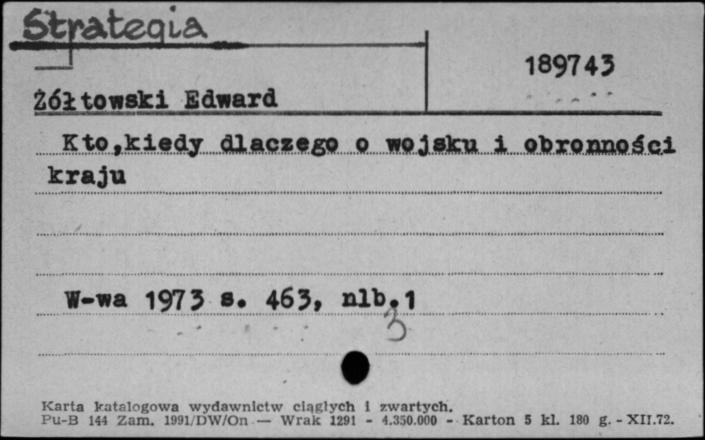 Strategia
189743
Żółtowski Edward
Kto,kiedy dlaczego o wojsku i obronności
kraju
W-wa 1973 s. 463, nlb.1
3
Karta katalogowa wydawnictw ciągłych i zwartych.
Pu-B 144 Zam. 1991/DW/On — Wrak 1291 - 4.350.000 - Karton 5 kl. 180 g. - XII.72.